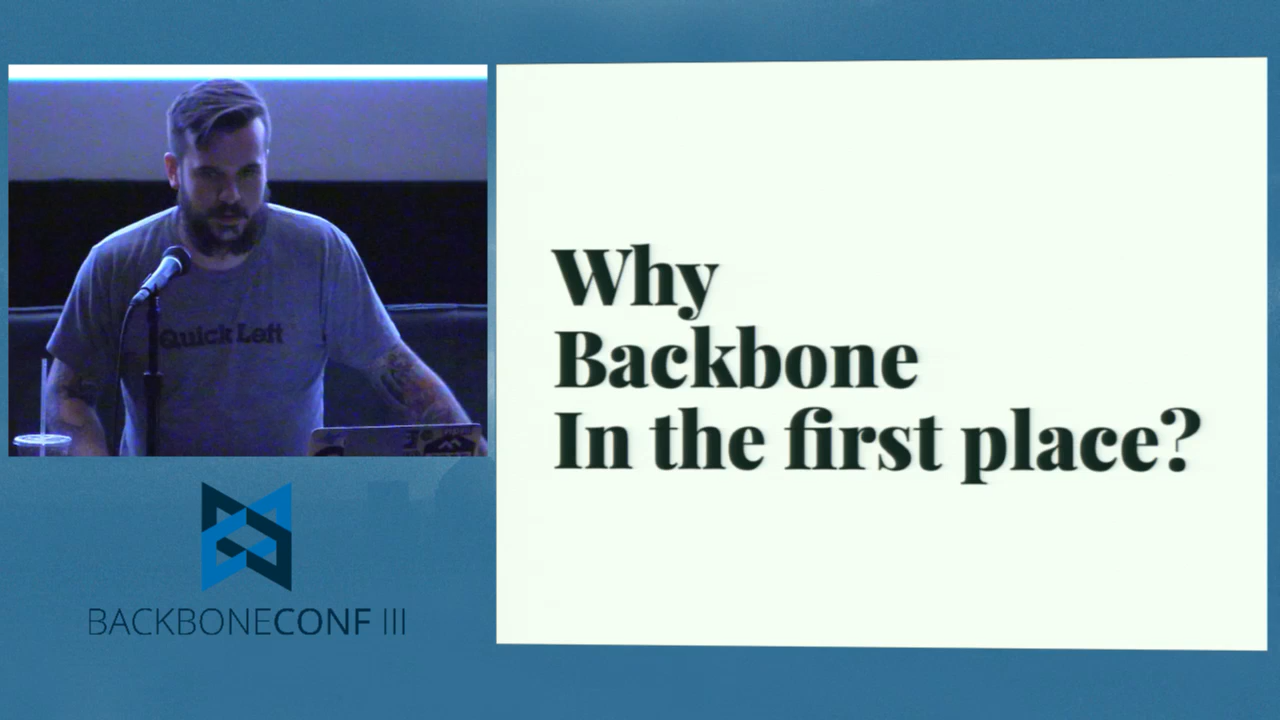 Quick Left
Why
Backbone
In the first place?
BACKBONECONF III